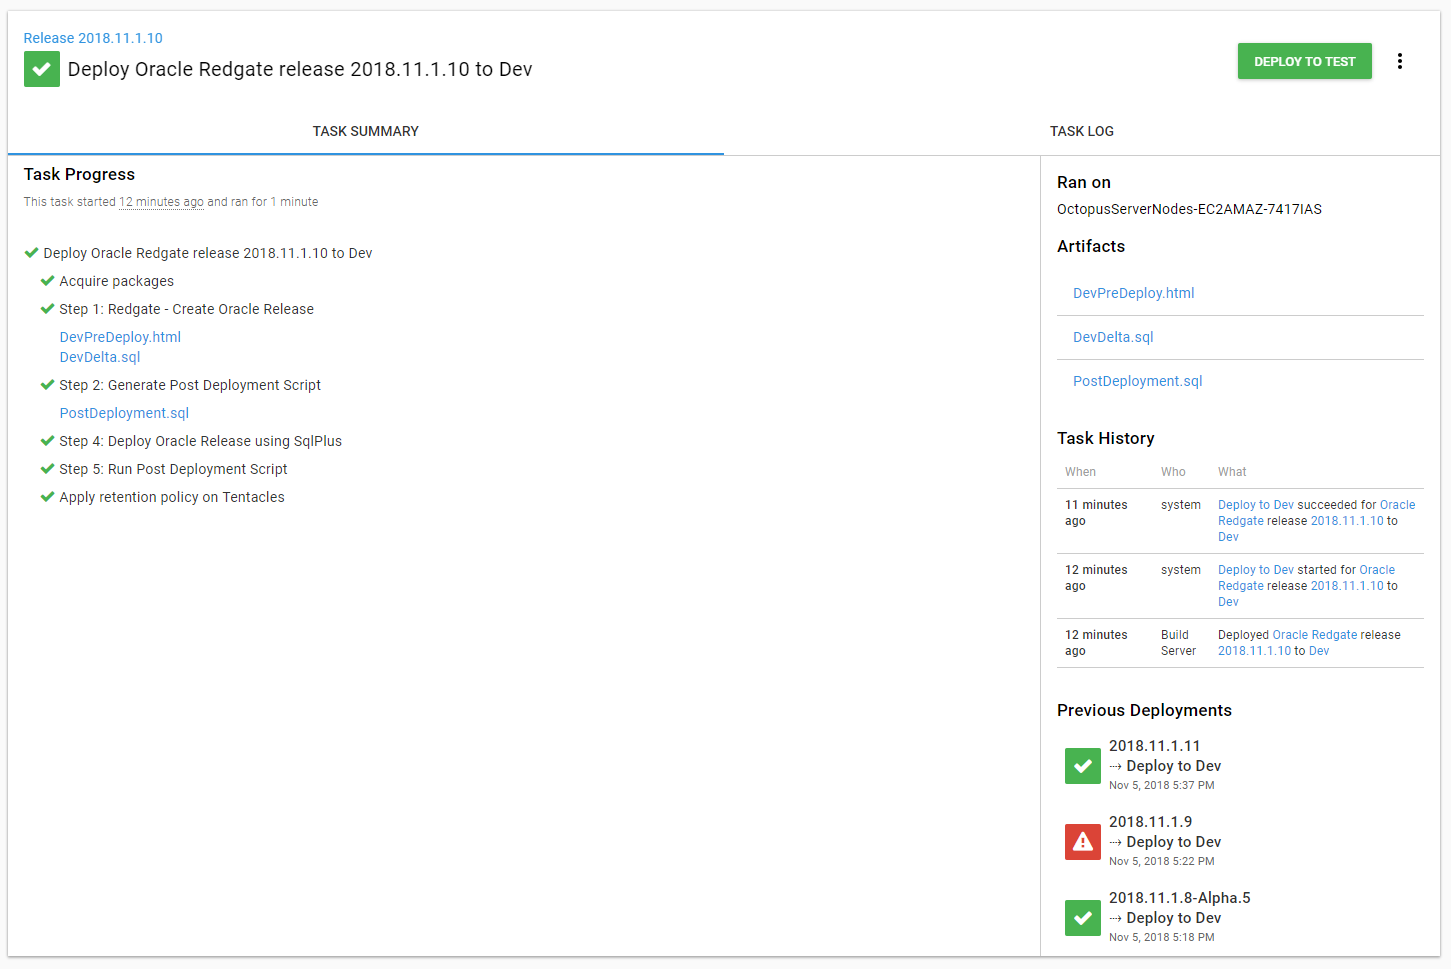 Release 2018.11.1.10
Deploy Oracle Redgate release 2018.11.1.10 to Dev
DEPLOY TO TEST
TASK SUMMARY
TASK LOG
Task Progress
This task started 12 minutes ago and ran for 1 minute
Deploy Oracle Redgate release 2018.11.1.10 to Dev
Acquire packages
Step 1: Redgate - Create Oracle Release
DevPreDeploy.html
DevDelta.sql
Step 2: Generate Post Deployment Script
PostDeployment.sql
Step 4: Deploy Oracle Release using SqlPlus
Step 5: Run Post Deployment Script
Apply retention policy on Tentacles
Ran on
OctopusServerNodes-EC2AMAZ-7417IAS
Artifacts
DevPreDeploy.html
DevDelta.sql
PostDeployment.sql
Task History
When Who What
11 minutes system Deploy to Dev succeeded for Oracle
ago Redgate release 2018.11.1.10 to
Dev
12 minutes system Deploy to Dev started for Oracle
ago Redgate release 2018.11.1.10 to
Dev
12 minutes Build Deployed Oracle Redgate release
ago Server 2018.11.1.10 to Dev
Previous Deployments
2018.11.1.11
⇢ Deploy to Dev
Nov 5, 2018 5:37 PM
2018.11.1.9
⇢ Deploy to Dev
Nov 5, 2018 5:22 PM
2018.11.1.8-Alpha.5
⇢ Deploy to Dev
Nov 5, 2018 5:18 PM